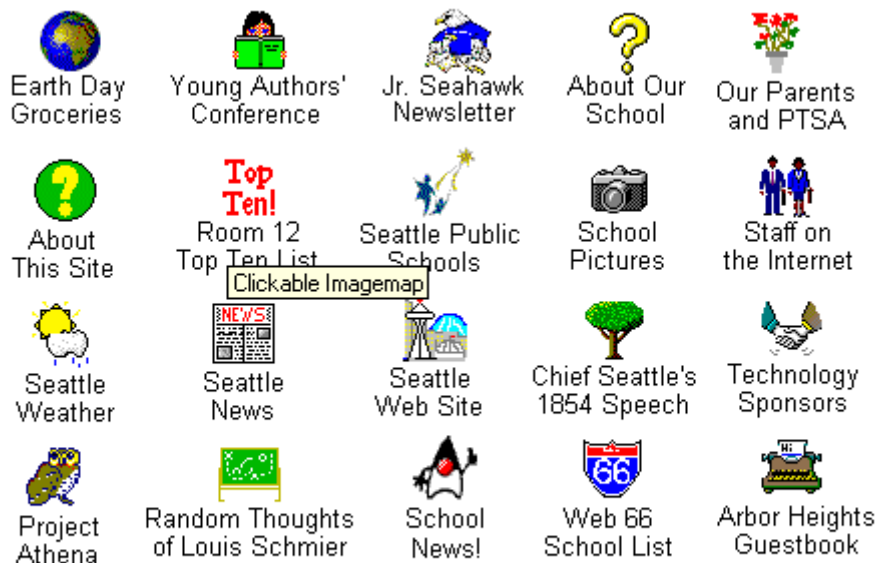 Earth Day
Groceries
Young Authors'
Conference
Jr. Seahawk
Newsletter
About Our
School
Our Parents
and PTSA
About
This Site
Top
Ten!
Room 12
Top Ten List
Seattle Public
Schools
School
Pictures
Staff on
the Internet
Clickable Imagemap
Seattle
Weather
NEWS
Seattle
News
Seattle
Web Site
Chief Seattle's
1854 Speech
Technology
Sponsors
Project
Athena
Random Thoughts
of Louis Schmier
School
News!
66
Web 66
School List
Hi
Arbor Heights
Guestbook